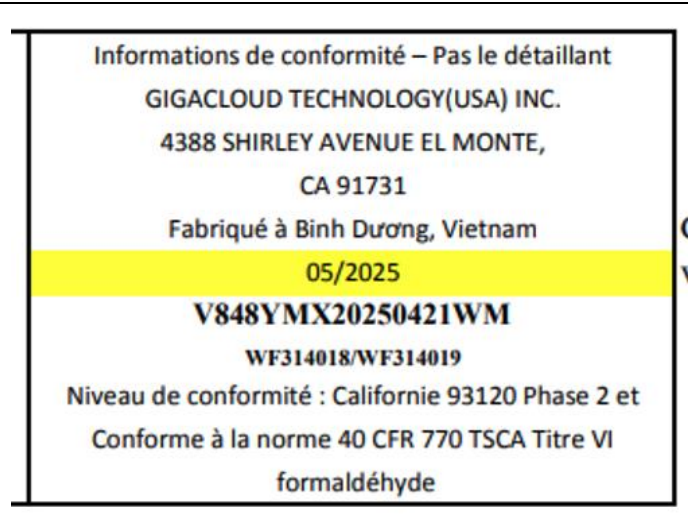 Informations de conformité – Pas le détaillant
GIGACLOUD TECHNOLOGY(USA) INC.
4388 SHIRLEY AVENUE EL MONTE,
CA 91731
Fabriqué à Binh Dương, Vietnam
05/2025
V848YMX20250421WM
WF314018/WF314019
Niveau de conformité : Californie 93120 Phase 2 et
Conforme à la norme 40 CFR 770 TSCA Titre VI
formaldéhyde